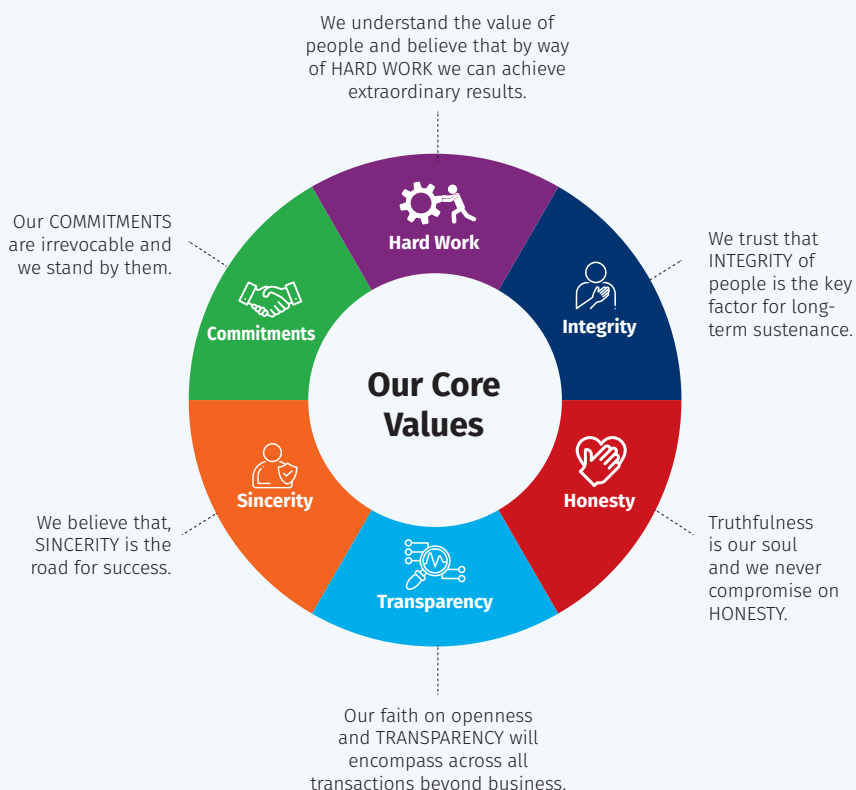 We understand the value of
people and believe that by way
of HARD WORK we can achieve
extraordinary results.
Hard Work
Our COMMITMENTS
are irrevocable and
we stand by them.
Commitments
Integrity
We trust that
INTEGRITY of
people is the key
factor for long-
term sustenance.
Our Core
Values
We believe that,
SINCERITY is the
road for success.
Sincerity
Honesty
Truthfulness
is our soul
and we never
compromise on
HONESTY.
Transparency
Our faith on openness
and TRANSPARENCY will
encompass across all
transactions beyond business.